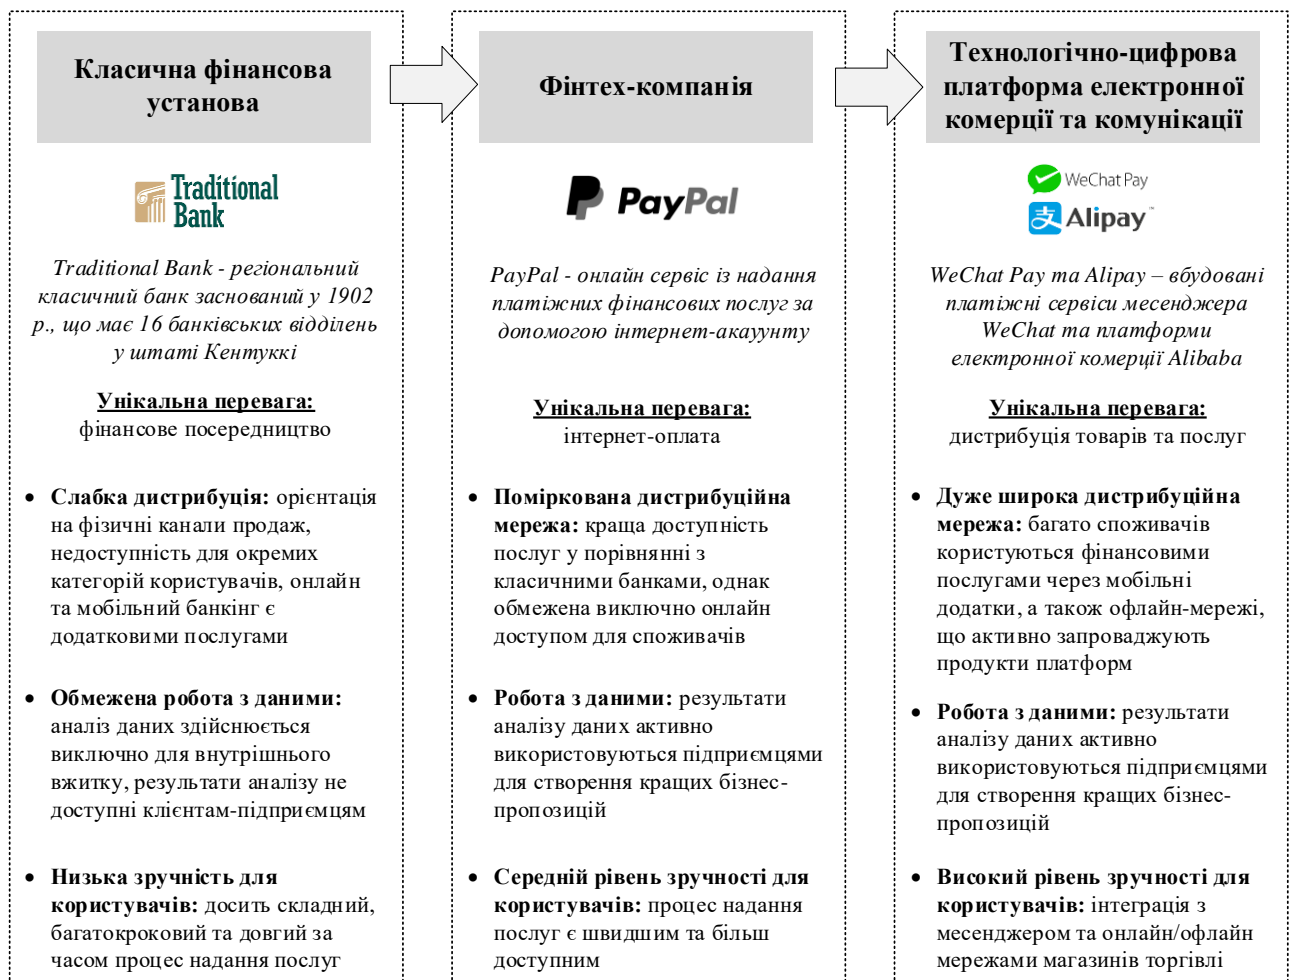 Класична фінансова
установа
Traditional
Bank
Traditional Bank - регіональний
класичний банк заснований у 1902
р., що має 16 банківських відділень
у штаті Кентуккі
Унікальна перевага:
фінансове посередництво
• Слабка дистрибуція: орієнтація
на фізичні канали продаж,
недоступність для окремих
категорій користувачів, онлайн
та мобільний банкінг є
додатковими послугами
• Обмежена робота з даними:
аналіз даних здійснюється
виключно для внутрішнього
вжитку, результати аналізу не
доступні клієнтам-підприємцям
• Низька зручність для
користувачів: досить складний,
багатокроковий та довгий за
часом процес надання послуг
Фінтех-компанія
PayPal
PayPal - онлайн сервіс із надання
платіжних фінансових послуг за
допомогою інтернет-акаунту
Унікальна перевага:
інтернет-оплата
• Поміркована дистрибуційна
мережа: краща доступність
послуг у порівнянні з
класичними банками, однак
обмежена виключно онлайн
доступом для споживачів
• Робота з даними: результати
аналізу даних активно
використовуються підприємцями
для створення кращих бізнес-
пропозицій
• Середній рівень зручності для
користувачів: процес надання
послуг є швидшим та більш
доступним
Технологічно-цифрова
платформа електронної
комерції та комунікації
WeChat Pay
支 Alipay™
WeChat Pay та Alipay – вбудовані
платіжні сервіси месенджера
WeChat та платформи
електронної комерції Alibaba
Унікальна перевага:
дистрибуція товарів та послуг
• Дуже широка дистрибуційна
мережа: багато споживачів
користуються фінансовими
послугами через мобільні
додатки, а також офлайн-мережі,
що активно запроваджують
продукти платформ
• Робота з даними: результати
аналізу даних активно
використовуються підприємцями
для створення кращих бізнес-
пропозицій
• Високий рівень зручності для
користувачів: інтеграція з
месенджером та онлайн/офлайн
мережами магазинів торгівлі